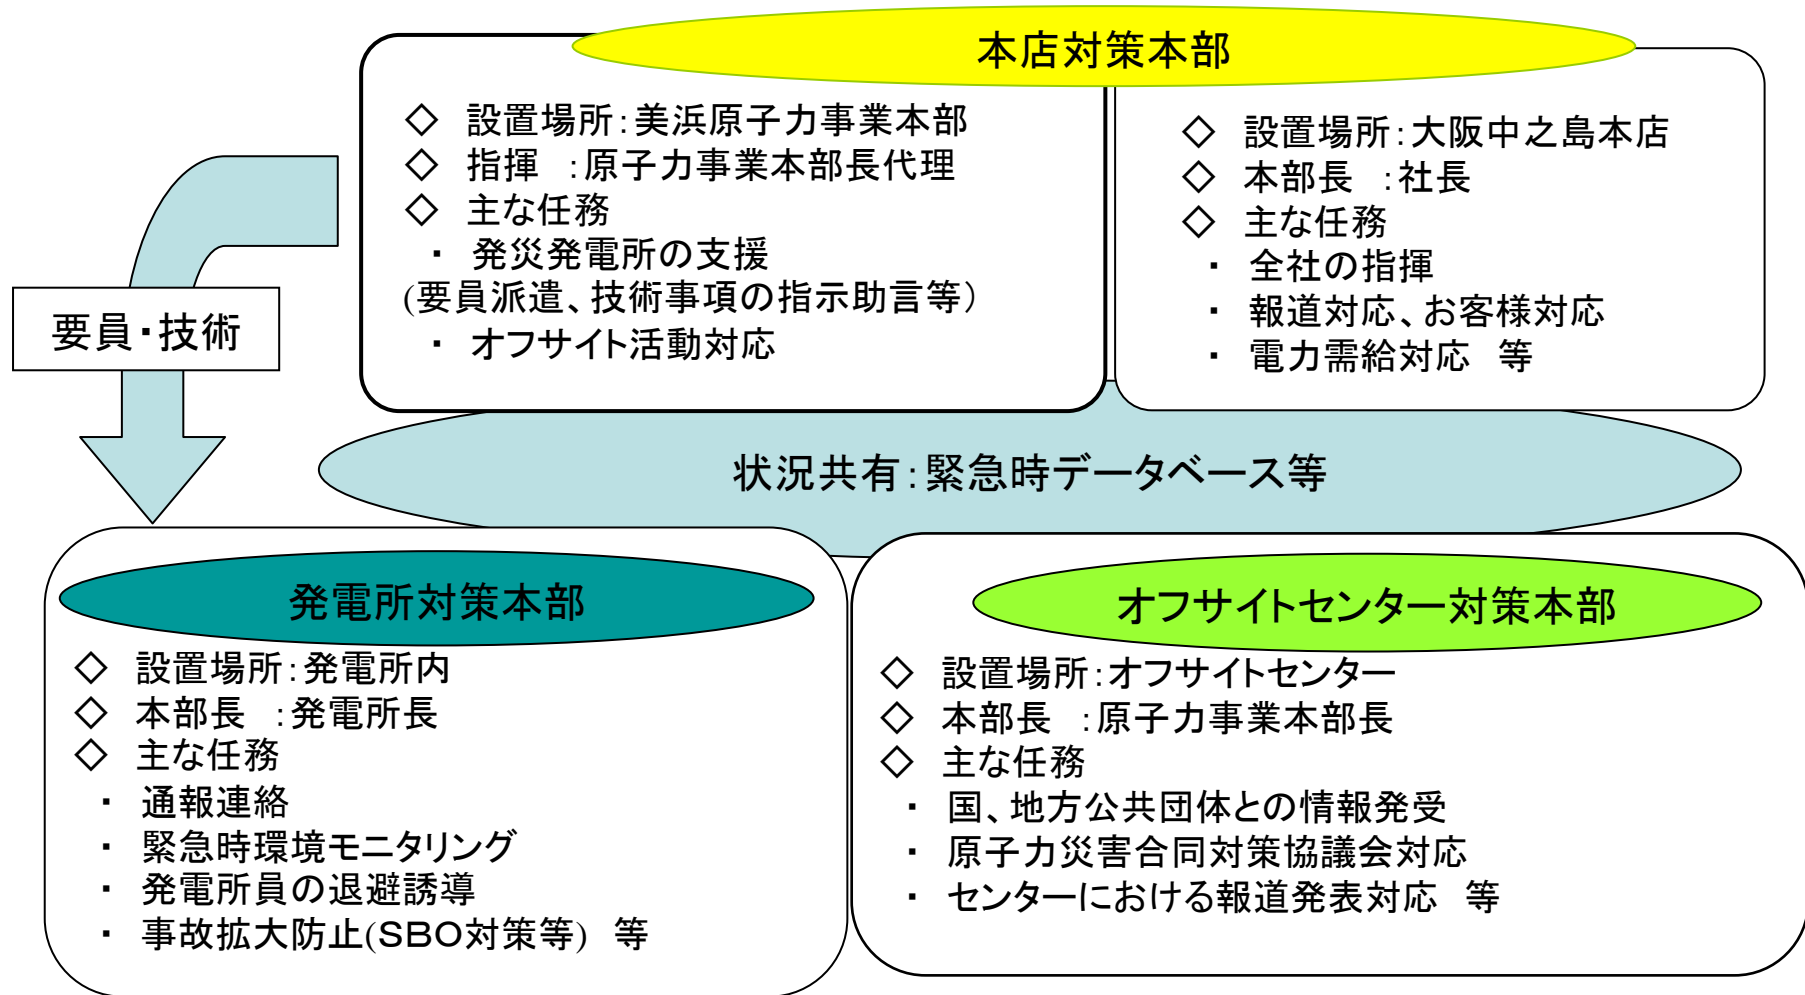 本店対策本部
◇ 設置場所：美浜原子力事業本部
◇ 指揮　：原子力事業本部長代理
◇ 主な任務
・ 発災発電所の支援
(要員派遣、技術事項の指示助言等）
・ オフサイト活動対応
◇ 設置場所：大阪中之島本店
◇ 本部長　：社長
◇ 主な任務
・ 全社の指揮
・ 報道対応、お客様対応
・ 電力需給対応　等
要員・技術
状況共有：緊急時データベース等
発電所対策本部
◇ 設置場所：発電所内
◇ 本部長　：発電所長
◇ 主な任務
・ 通報連絡
・ 緊急時環境モニタリング
・ 発電所員の退避誘導
・ 事故拡大防止(ＳＢＯ対策等)　等
オフサイトセンター対策本部
◇ 設置場所：オフサイトセンター
◇ 本部長　：原子力事業本部長
◇ 主な任務
・ 国、地方公共団体との情報発受
・ 原子力災害合同対策協議会対応
・ センターにおける報道発表対応　等